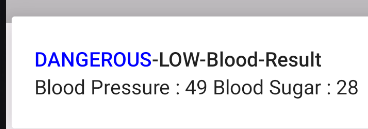 DANGEROUS-LOW-Blood-Result
Blood Pressure : 49 Blood Sugar : 28